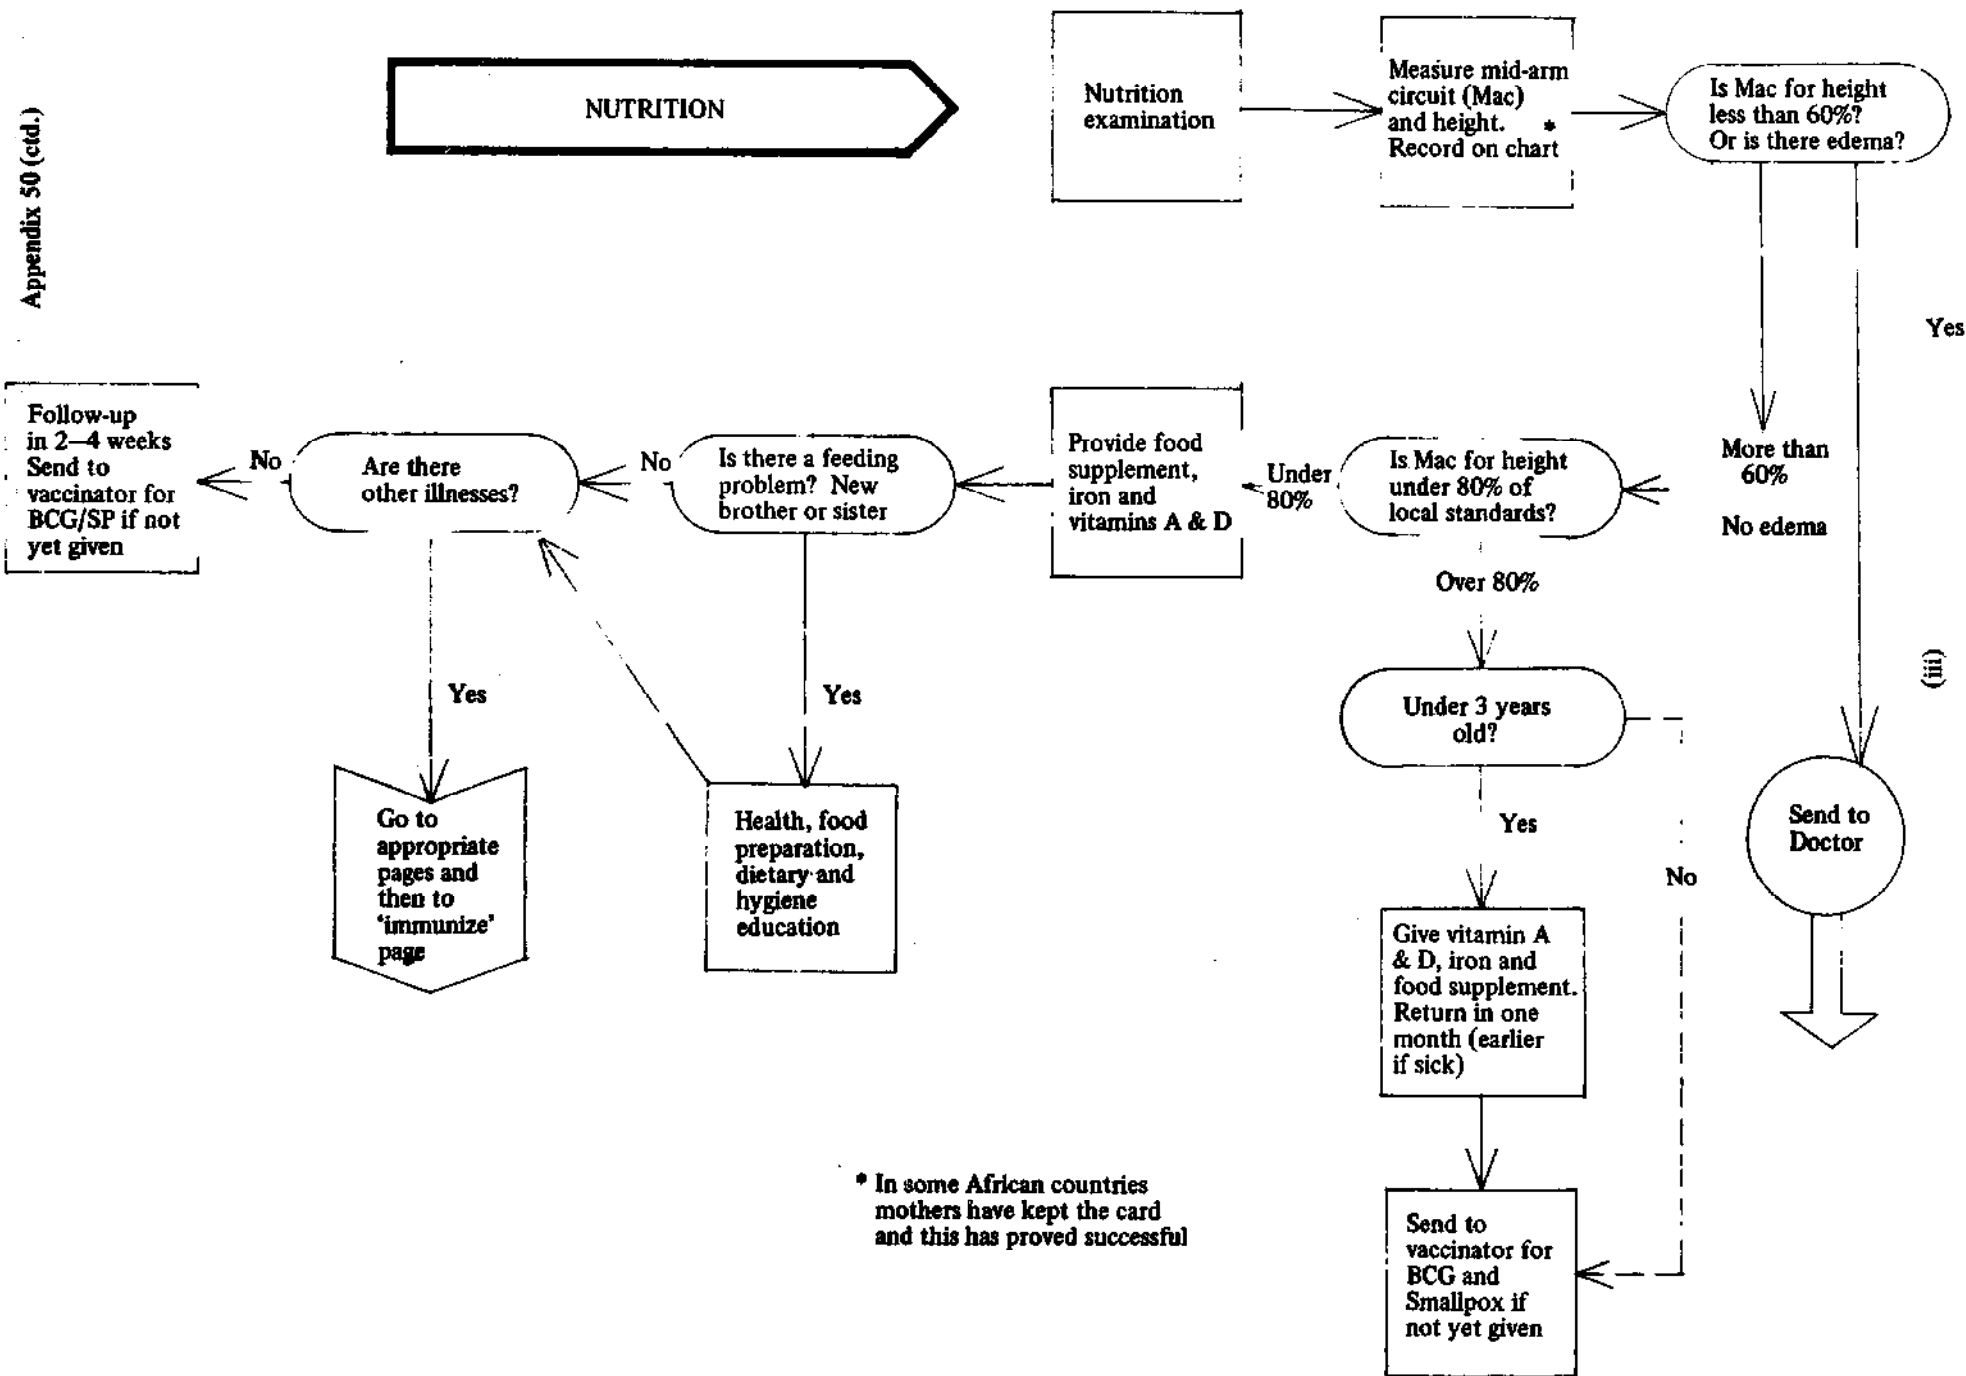 Appendix 50 (ctd.)
NUTRITION
Nutrition
examination
Measure mid-arm
circuit (Mac)
and height. *
Record on chart
Is Mac for height
less than 60%?
Or is there edema?
Yes
More than
60%
No edema
(iii)
Send to
Doctor
Is Mac for height
under 80% of
local standards?
Under
80%
Provide food
supplement,
iron and
vitamins A & D
Is there a feeding
problem? New
brother or sister
No
Are there
other illnesses?
No
Follow-up
in 2–4 weeks
Send to
vaccinator for
BCG/SP if not
yet given
Yes
Go to
appropriate
pages and
then to
‘immunize’
page
Yes
Health, food
preparation,
dietary and
hygiene
education
Over 80%
Under 3 years
old?
Yes
No
Give vitamin A
& D, iron and
food supplement.
Return in one
month (earlier
if sick)
Send to
vaccinator for
BCG and
Smallpox if
not yet given
* In some African countries
mothers have kept the card
and this has proved successful